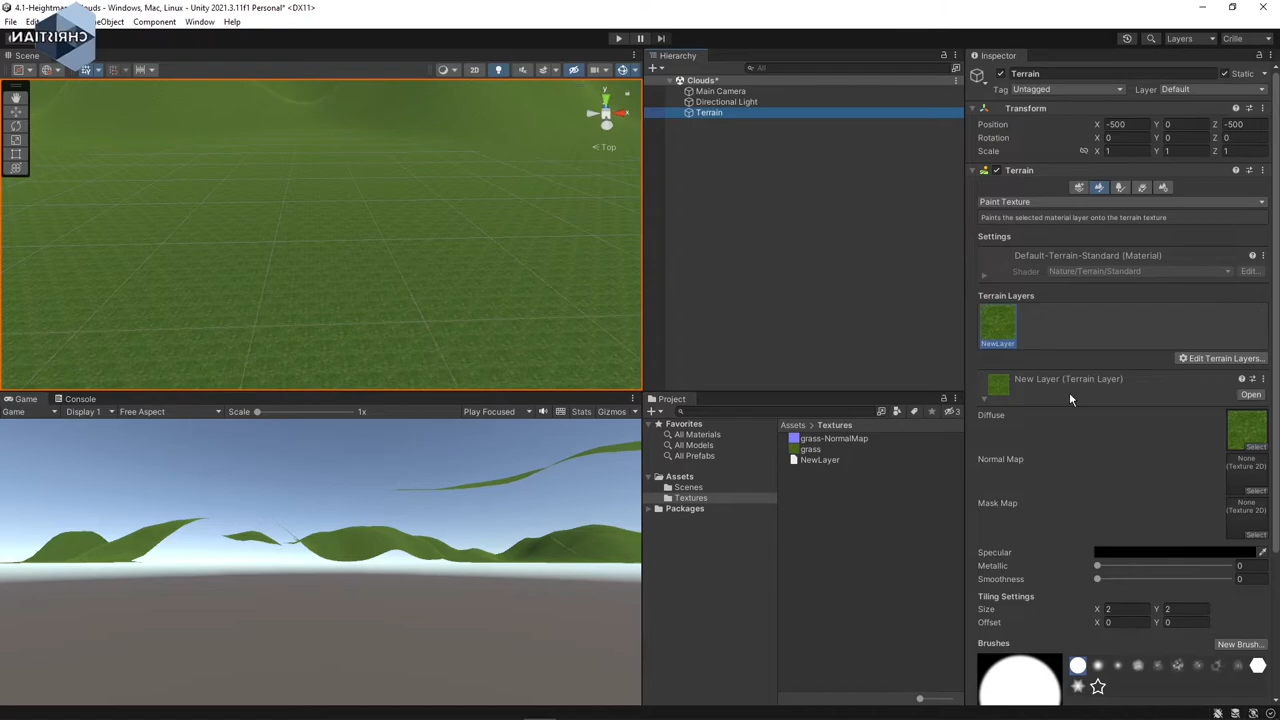 4.1-Heightma
ouds - Windows, Mac, Linux - Unity 2021.3.11f1 Personal* <DX11>
File Edit
eObject Component Window Help
CHRISTIAN
Layers Crille
Scene
2D
y
x
Top
Hierarchy
All
Clouds*
Main Camera
Directional Light
Terrain
Inspector
Terrain Static
Tag Untagged Layer Default
Transform
Position X -500 Y 0 Z -500
Rotation X 0 Y 0 Z 0
Scale X 1 Y 1 Z 1
Terrain
Paint Texture
Paints the selected material layer onto the terrain texture
Settings
Default-Terrain-Standard (Material)
Shader Nature/Terrain/Standard Edit...
Terrain Layers
NewLayer
Edit Terrain Layers...
New Layer (Terrain Layer)
Open
Diffuse
Select
Normal Map None
(Texture 2D)
Select
Mask Map None
(Texture 2D)
Select
Specular
Metallic 0
Smoothness 0
Tiling Settings
Size X 2 Y 2
Offset X 0 Y 0
Brushes New Brush...
Game Console
Game Display 1 Free Aspect Scale 1x Play Focused Stats Gizmos
Project
3
Favorites
All Materials
All Models
All Prefabs
Assets
Scenes
Textures
Packages
Assets > Textures
grass-NormalMap
grass
NewLayer